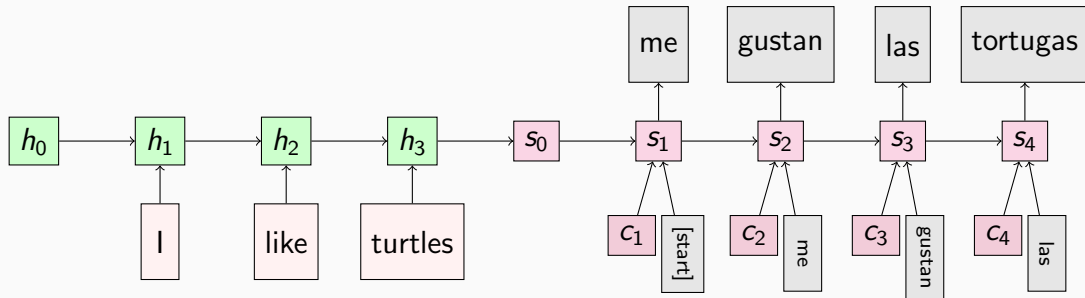 me gustan las tortugas
h₀ h₁ h₂ h₃ s₀ s₁ s₂ s₃ s₄
I like turtles c₁ [start] c₂ me c₃ gustan c₄ las